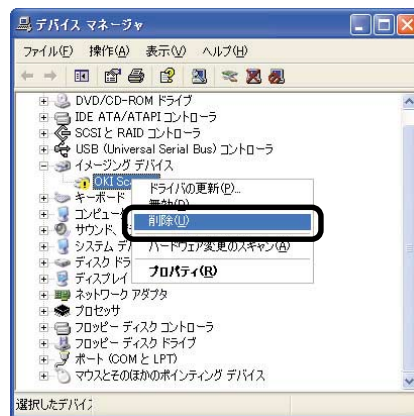 デバイス マネージャ
ファイル(F) 操作(A) 表示(V) ヘルプ(H)
DVD/CD-ROM ドライブ
IDE ATA/ATAPI コントローラ
SCSI と RAID コントローラ
USB (Universal Serial Bus) コントローラ
イメージング デバイス
OKI Sc
ドライバの更新(P)...
キーボード
無効(D)
コンピュー
削除(U)
サウンド、
システム デ
ハードウェア変更のスキャン(A)
ディスク ドラ
ディスプレイ
プロパティ(R)
ネットワーク アダプタ
プロセッサ
フロッピー ディスク コントローラ
フロッピー ディスク ドライブ
ポート (COM と LPT)
マウスとそのほかのポインティング デバイス
選択したデバイ